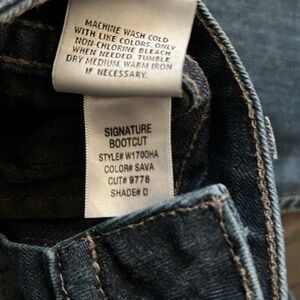 MACHINE WASH COLD
WITH LIKE COLORS. ONLY
NON-CHLORINE BLEACH
WHEN NEEDED. TUMBLE
DRY MEDIUM. WARM IRON
IF NECESSARY.
SIGNATURE
BOOTCUT
STYLE# W170DHA
COLOR# SAVA
CUT# 9778
SHADE# D